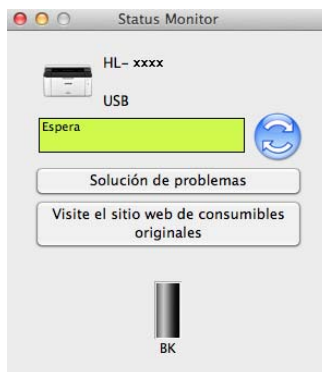 Status Monitor
HL- xxxx
USB
Espera
Solución de problemas
Visite el sitio web de consumibles
originales
BK